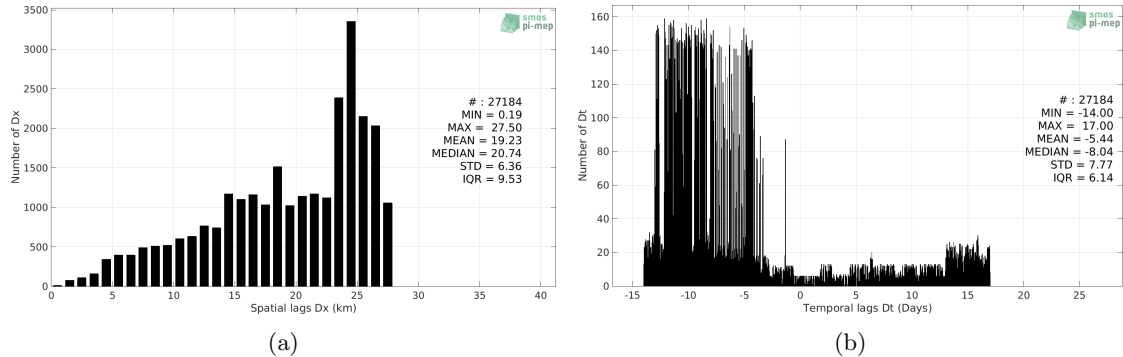 3500
3000
2500
2000
1500
1000
500
0
Number of Dx
0 5 10 15 20 25 30 35 40
Spatial lags Dx (km)
smos
pi-mep
# : 27184
MIN = 0.19
MAX = 27.50
MEAN = 19.23
MEDIAN = 20.74
STD = 6.36
IQR = 9.53
(a)
160
140
120
100
80
60
40
20
0
Number of Dt
-15 -10 -5 0 5 10 15 20 25
Temporal lags Dt (Days)
smos
pi-mep
# : 27184
MIN = -14.00
MAX = 17.00
MEAN = -5.44
MEDIAN = -8.04
STD = 7.77
IQR = 6.14
(b)